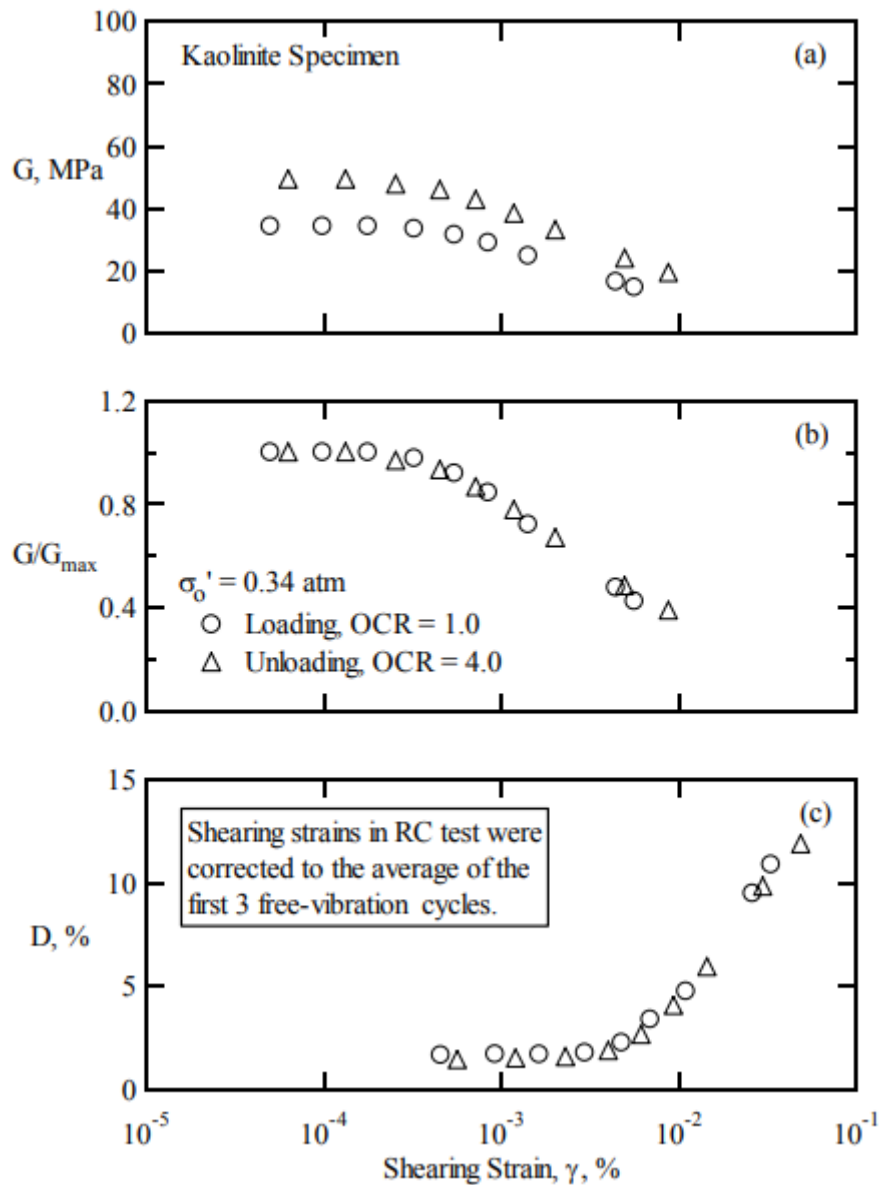 100
Kaolinite Specimen
(a)
80
60
G, MPa
40
20
0
1.2
(b)
0.8
G/Gmax
σo' = 0.34 atm
0.4
Loading, OCR = 1.0
Unloading, OCR = 4.0
0.0
15
(c)
Shearing strains in RC test were
corrected to the average of the
first 3 free-vibration cycles.
10
D, %
5
0
10-5
10-4
10-3
10-2
10-1
Shearing Strain, γ, %